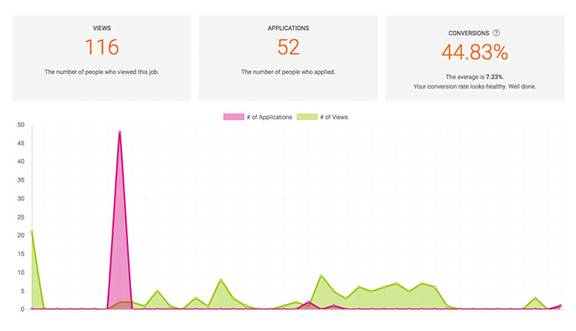 VIEWS
116
The number of people who viewed this job.
APPLICATIONS
52
The number of people who applied.
CONVERSIONS ?
44.83%
The average is 7.23%.
Your conversion rate looks healthy. Well done.
# of Applications
# of Views
50
45
40
35
30
25
20
15
10
5
0